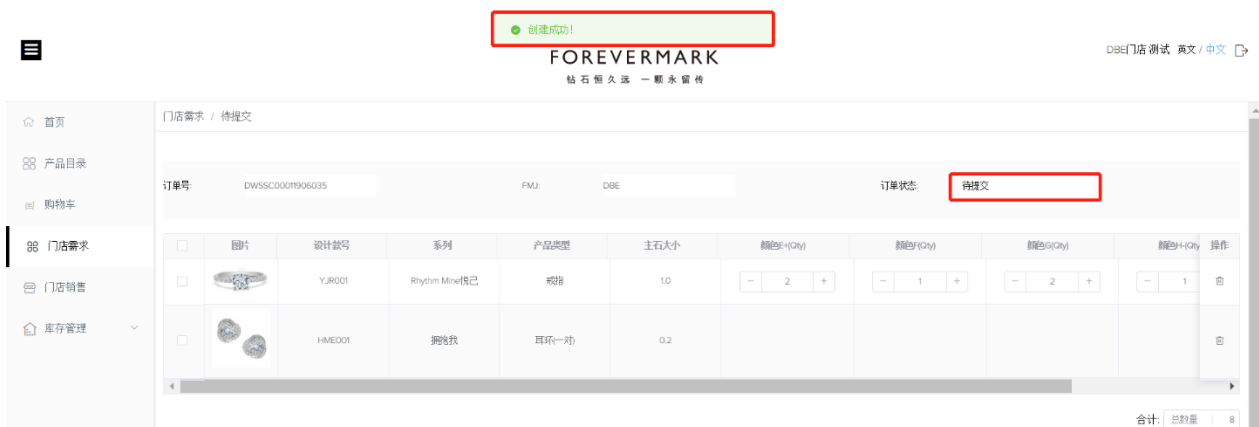 创建成功!
FOREVERMARK
钻石恒久远 一颗永留传
DBE门店 测试 英文 / 中文
首页
产品目录
购物车
门店需求
门店销售
库存管理
门店需求 / 待提交
订单号: DWSSC00011906035 FMJ: DBE 订单状态: 待提交
图片 设计款号 系列 产品类型 主石大小 颜色E+(Qty) 颜色F(Qty) 颜色G(Qty) 颜色H-(Qty 操作
YJR001 Rhythm Mine悦己 戒指 1.0 - 2 + - 1 + - 2 + - 1
HME001 拥抱我 耳环(一对) 0.2
合计: 总数量 8